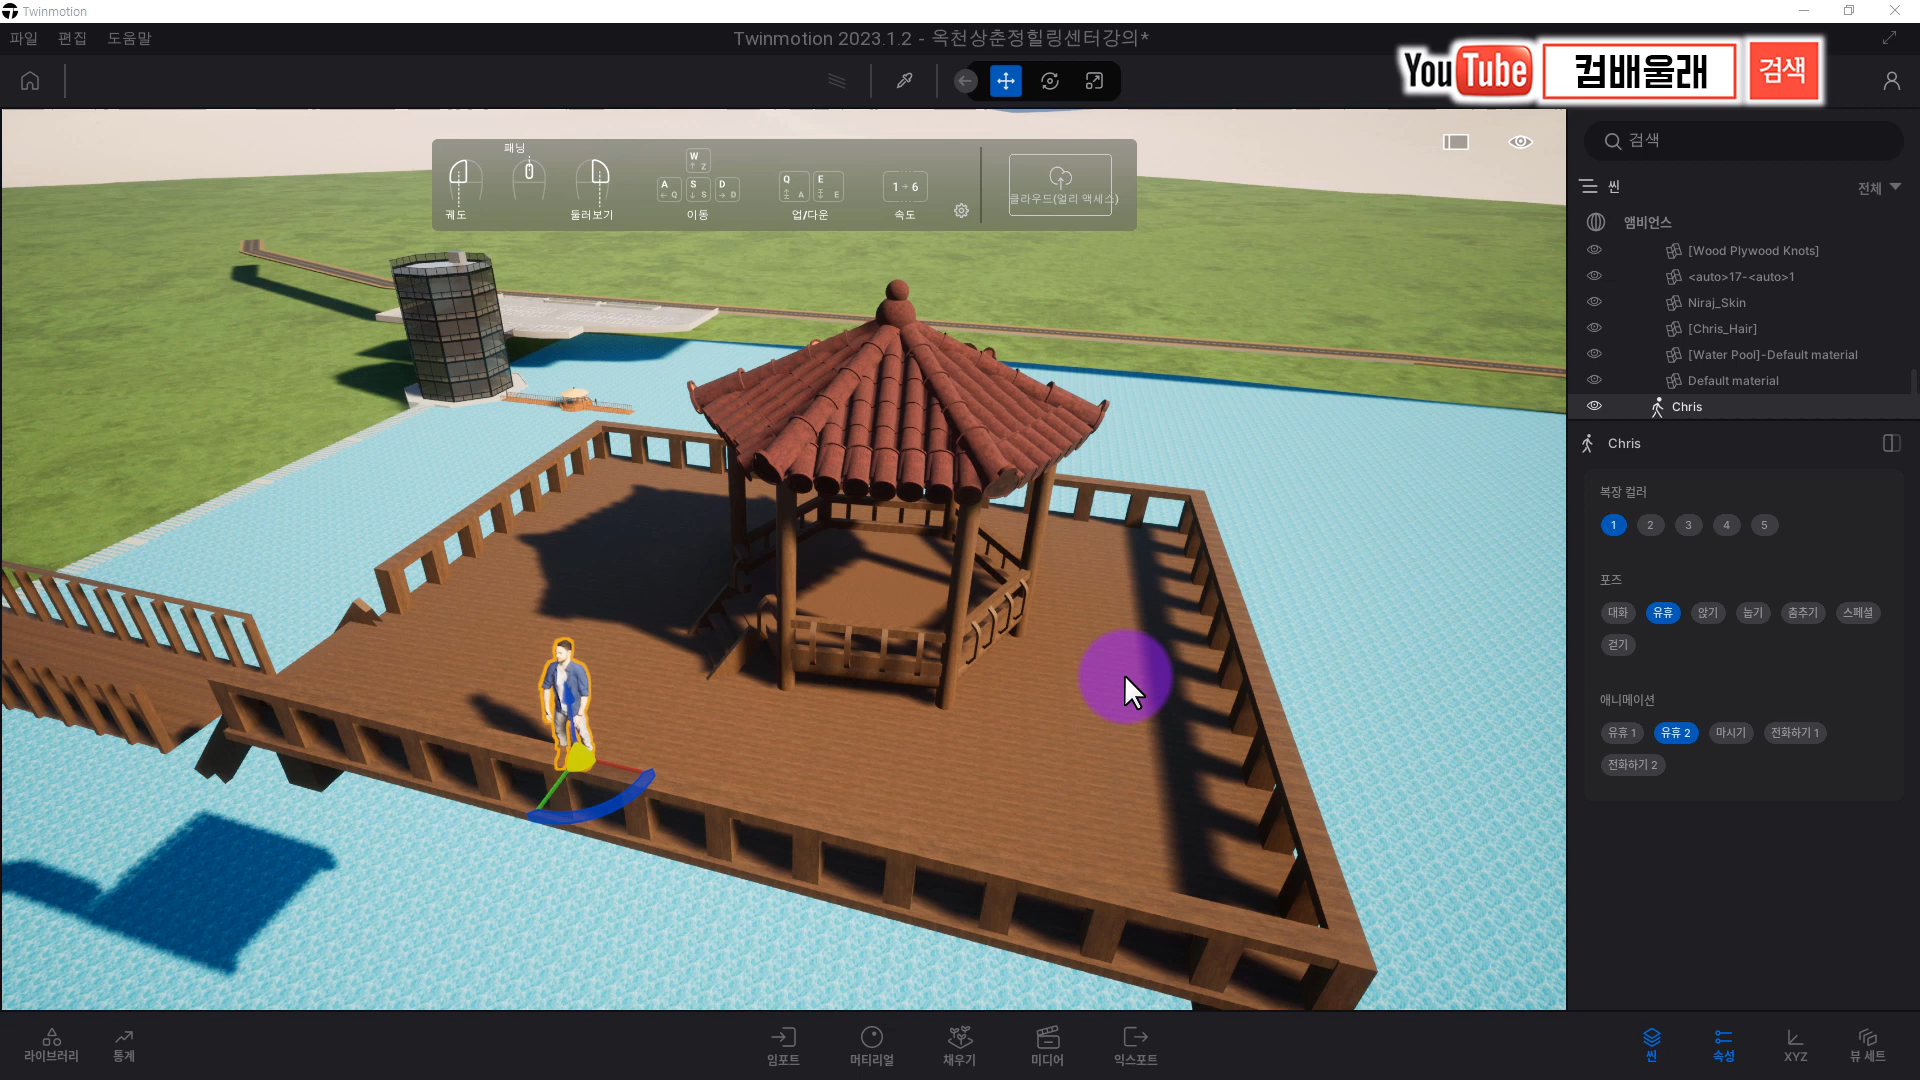 Twinmotion
파일 편집 도움말
Twinmotion 2023.1.2 - 옥천상춘정힐링센터강의*
YouTube 컴배울래 검색
패닝
W
Z
A Q
S S
D D
Q A
E E
1 6
궤도
둘러보기
이동
업/다운
속도
클라우드(얼리 액세스)
검색
씬
전체
앰비언스
[Wood Plywood Knots]
<auto>17-<auto>1
Niraj_Skin
[Chris_Hair]
[Water Pool]-Default material
Default material
Chris
Chris
복장 컬러
1 2 3 4 5
포즈
대화 유휴 앉기 눕기 춤추기 스페셜
걷기
애니메이션
유휴 1 유휴 2 마시기 전화하기 1
전화하기 2
라이브러리 통계 임포트 머티리얼 채우기 미디어 익스포트 씬 속성 XYZ 뷰 세트